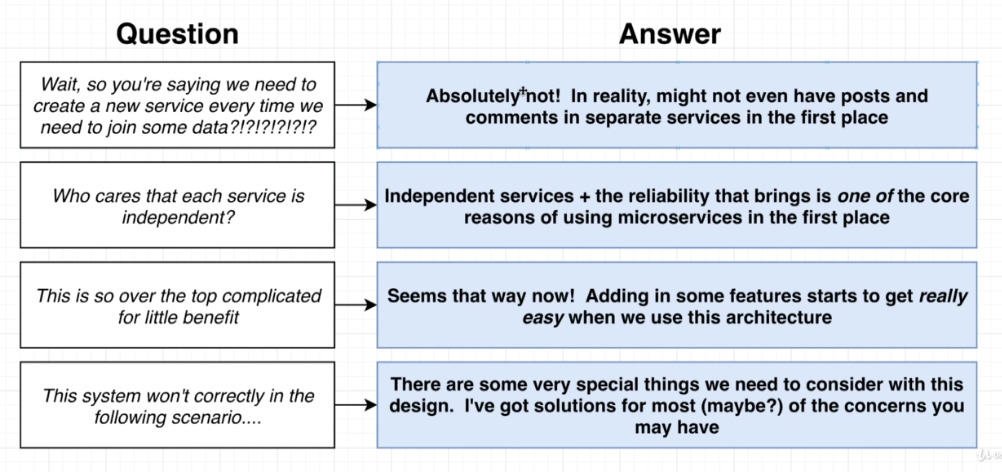 Question
Answer
Wait, so you're saying we need to
create a new service every time we
need to join some data?!?!?!?!?!?
Absolutely not! In reality, might not even have posts and
comments in separate services in the first place
Who cares that each service is
independent?
Independent services + the reliability that brings is one of the core
reasons of using microservices in the first place
This is so over the top complicated
for little benefit
Seems that way now! Adding in some features starts to get really
easy when we use this architecture
This system won't correctly in the
following scenario....
There are some very special things we need to consider with this
design. I've got solutions for most (maybe?) of the concerns you
may have